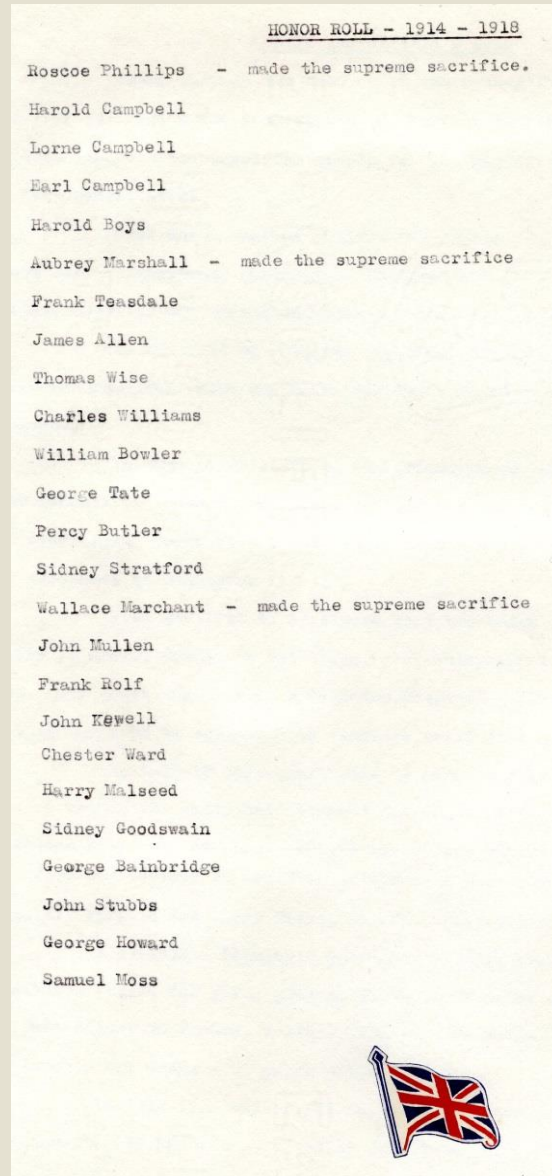 HONOR ROLL - 1914 - 1918
Roscoe Phillips - made the supreme sacrifice.
Harold Campbell
Lorne Campbell
Earl Campbell
Harold Boys
Aubrey Marshall - made the supreme sacrifice
Frank Teasdale
James Allen
Thomas Wise
Charles Williams
William Bowler
George Tate
Percy Butler
Sidney Stratford
Wallace Marchant - made the supreme sacrifice
John Mullen
Frank Rolf
John
Chester Ward
Harry Malseed
Sidney Goodswain
George Bainbridge
John Stubbs
George Howard
Samuel Moss